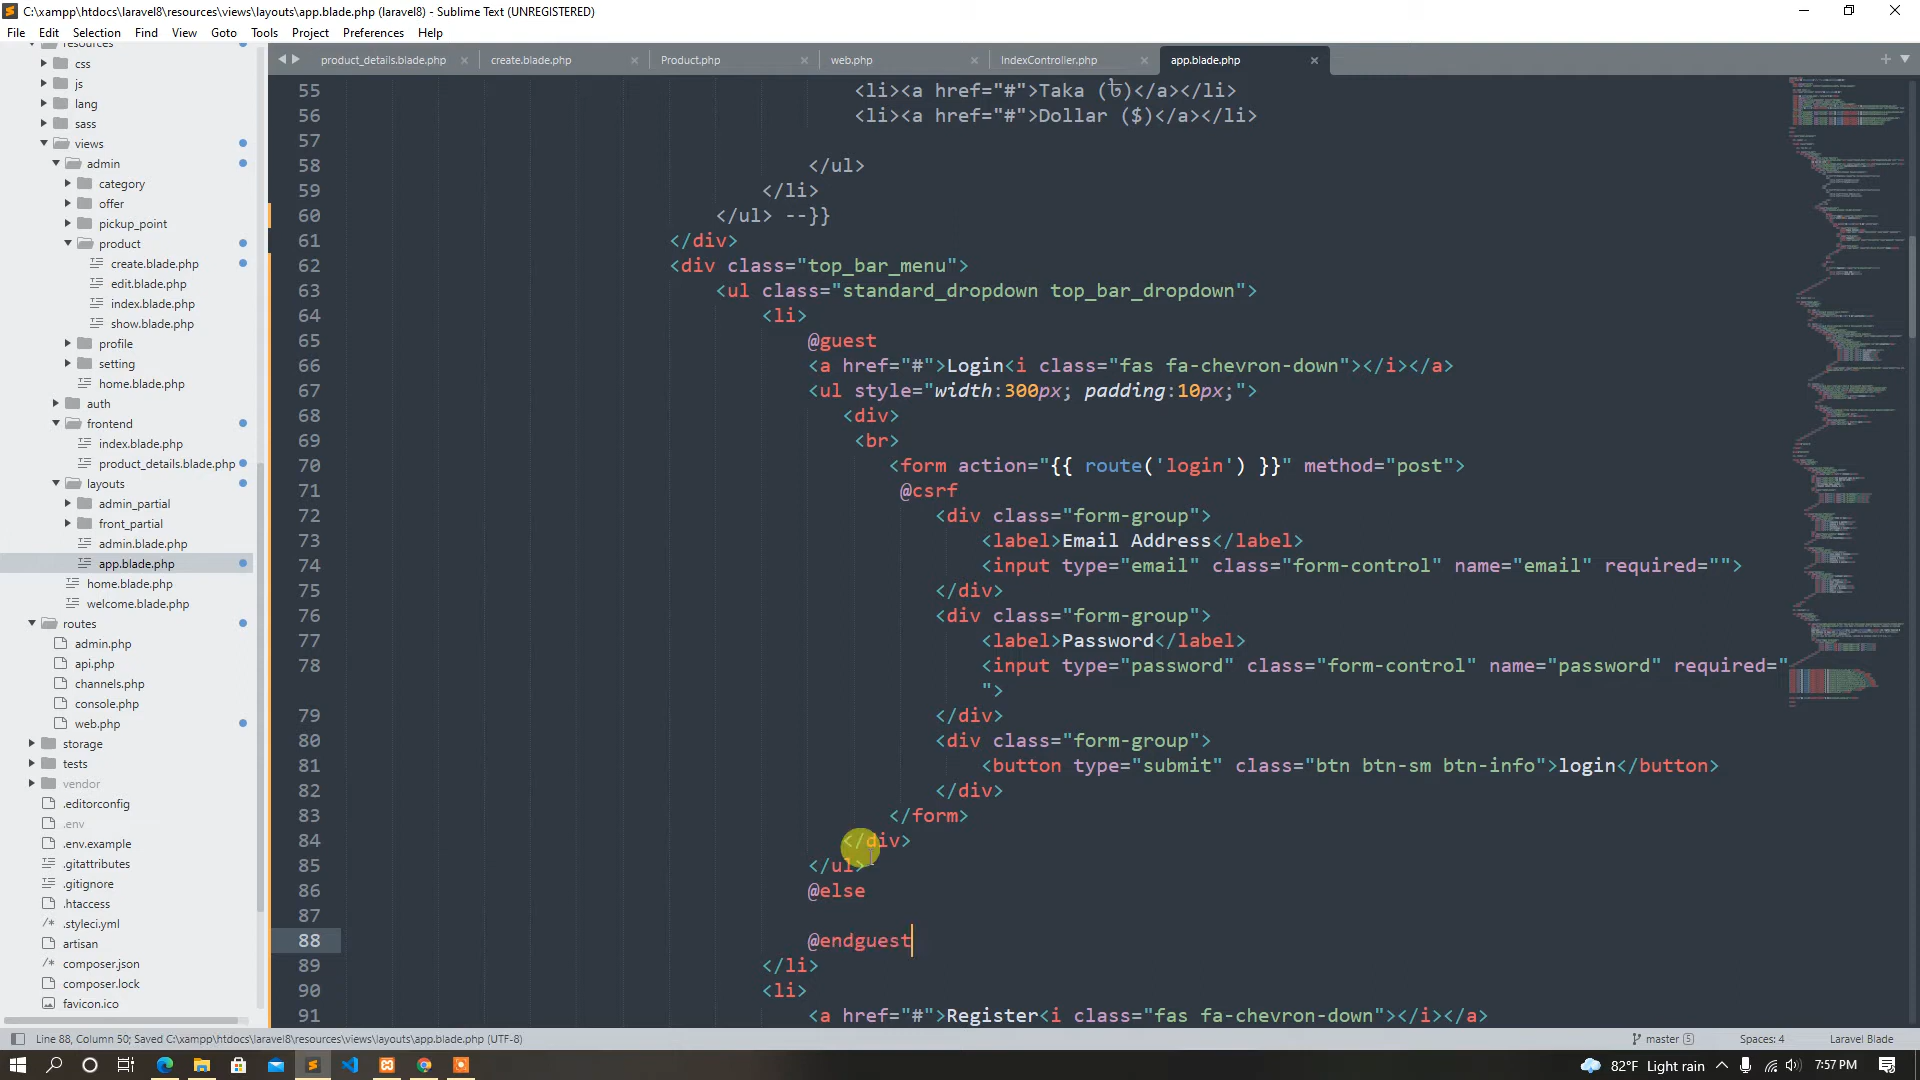 C:\xampp\htdocs\laravel8\resources\views\layouts\app.blade.php (laravel8) - Sublime Text (UNREGISTERED)
File Edit Selection Find View Goto Tools Project Preferences Help
resources
css
js
lang
sass
views
admin
category
offer
pickup_point
product
create.blade.php
edit.blade.php
index.blade.php
show.blade.php
profile
setting
home.blade.php
auth
frontend
index.blade.php
product_details.blade.php
layouts
admin_partial
front_partial
admin.blade.php
app.blade.php
home.blade.php
welcome.blade.php
routes
admin.php
api.php
channels.php
console.php
web.php
storage
tests
vendor
.editorconfig
.env
.env.example
.gitattributes
.gitignore
.htaccess
.styleci.yml
artisan
composer.json
composer.lock
favicon.ico
product_details.blade.php create.blade.php Product.php web.php IndexController.php app.blade.php
55 <li><a href="#">Taka (৳)</a></li>
56 <li><a href="#">Dollar ($)</a></li>
57
58 </ul>
59 </li>
60 </ul> --}}
61 </div>
62 <div class="top_bar_menu">
63 <ul class="standard_dropdown top_bar_dropdown">
64 <li>
65 @guest
66 <a href="#">Login<i class="fas fa-chevron-down"></i></a>
67 <ul style="width:300px; padding:10px;">
68 <div>
69 <br>
70 <form action="{{ route('login') }}" method="post">
71 @csrf
72 <div class="form-group">
73 <label>Email Address</label>
74 <input type="email" class="form-control" name="email" required="">
75 </div>
76 <div class="form-group">
77 <label>Password</label>
78 <input type="password" class="form-control" name="password" required="
">
79 </div>
80 <div class="form-group">
81 <button type="submit" class="btn btn-sm btn-info">login</button>
82 </div>
83 </form>
84 </div>
85 </ul>
86 @else
87
88 @endguest
89 </li>
90 <li>
91 <a href="#">Register<i class="fas fa-chevron-down"></i></a>
Line 88, Column 50; Saved C:\xampp\htdocs\laravel8\resources\views\layouts\app.blade.php (UTF-8)
master 5 Spaces: 4 Laravel Blade
82°F Light rain 7:57 PM